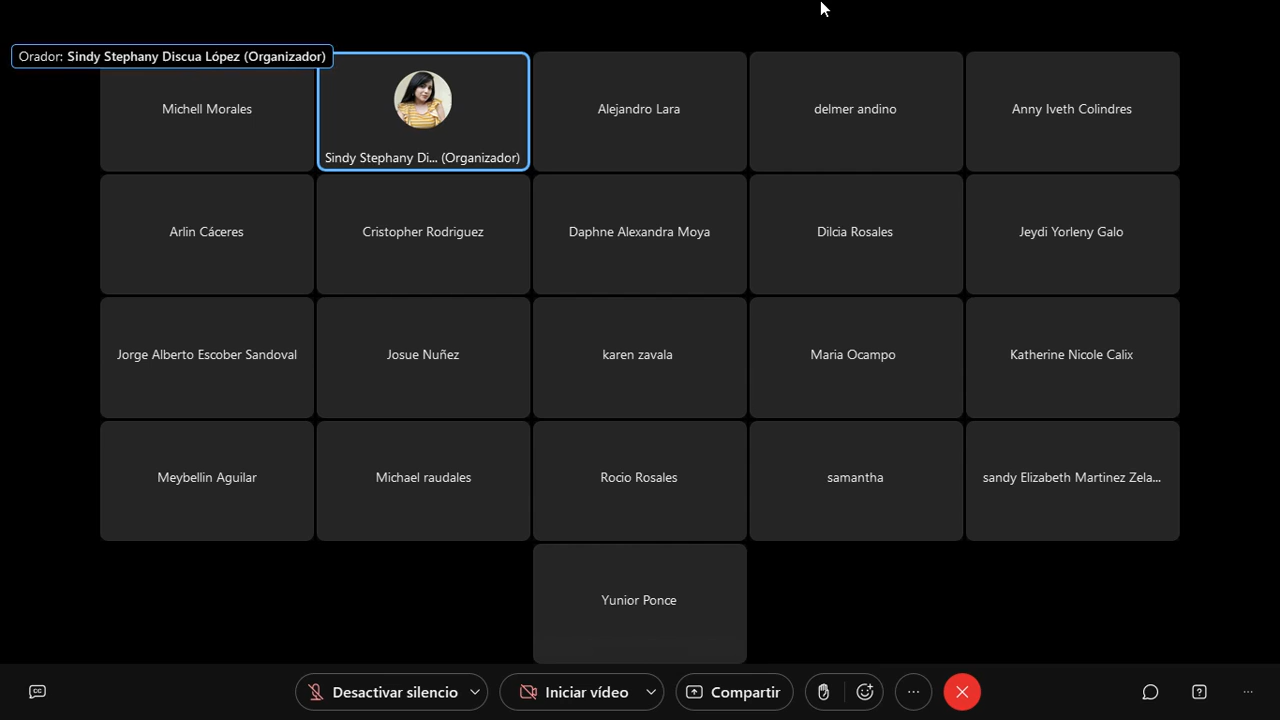 Orador: Sindy Stephany Discua López (Organizador)
Michell Morales
Sindy Stephany Di... (Organizador)
Alejandro Lara
delmer andino
Anny Iveth Colindres
Arlin Cáceres
Cristopher Rodriguez
Daphne Alexandra Moya
Dilcia Rosales
Jeydi Yorleny Galo
Jorge Alberto Escober Sandoval
Josue Nuñez
karen zavala
Maria Ocampo
Katherine Nicole Calix
Meybellin Aguilar
Michael raudales
Rocio Rosales
samantha
sandy Elizabeth Martinez Zela...
Yunior Ponce
Desactivar silencio
Iniciar vídeo
Compartir